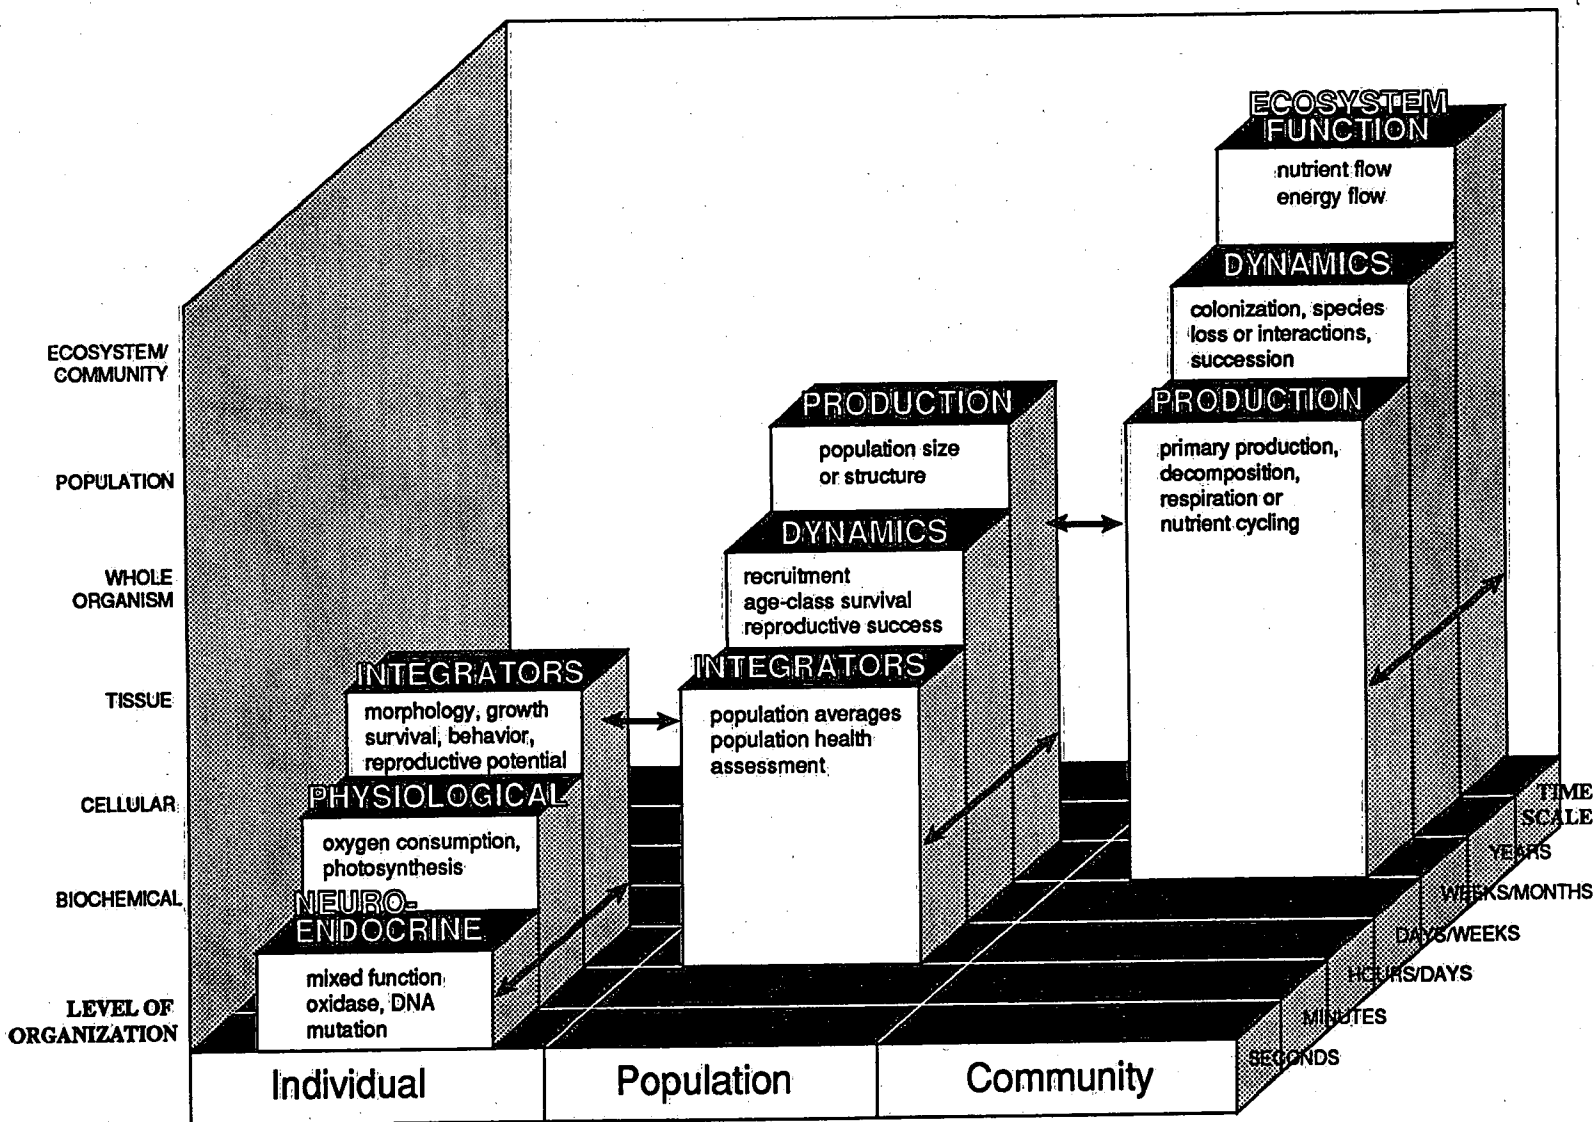 ECOSYSTEM
FUNCTION
nutrient flow
energy flow
DYNAMICS
colonization, species
loss or interactions,
succession
PRODUCTION
primary production,
decomposition,
respiration or
nutrient cycling
PRODUCTION
population size
or structure
DYNAMICS
recruitment
age-class survival
reproductive success
INTEGRATORS
population averages
population health
assessment
INTEGRATORS
morphology, growth
survival, behavior,
reproductive potential
PHYSIOLOGICAL
oxygen consumption,
photosynthesis
NEURO-
ENDOCRINE
mixed function
oxidase, DNA
mutation
ECOSYSTEM/
COMMUNITY
POPULATION
WHOLE
ORGANISM
TISSUE
CELLULAR
BIOCHEMICAL
LEVEL OF
ORGANIZATION
Individual
Population
Community
TIME
SCALE
YEARS
WEEKS/MONTHS
DAYS/WEEKS
HOURS/DAYS
MINUTES
SECONDS